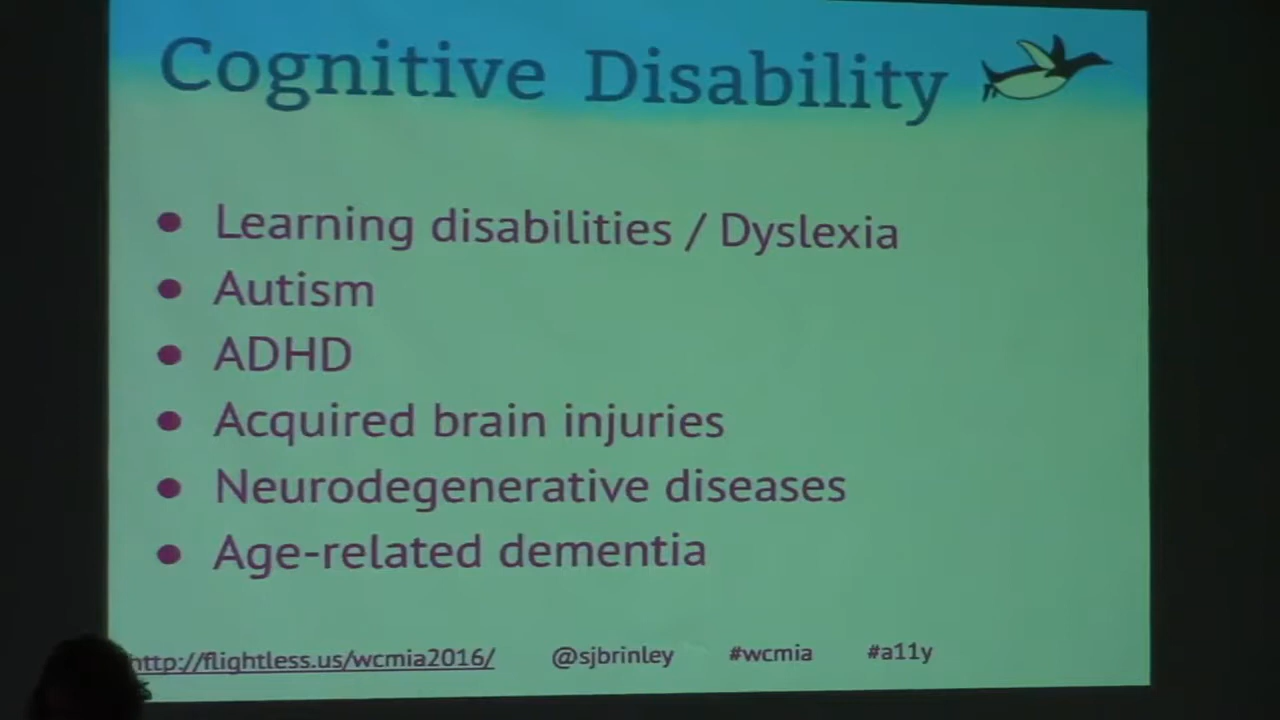 Cognitive Disability
• Learning disabilities / Dyslexia
• Autism
• ADHD
• Acquired brain injuries
• Neurodegenerative diseases
• Age-related dementia
http://flightless.us/wcmia2016/ @sjbrinley #wcmia #a11y